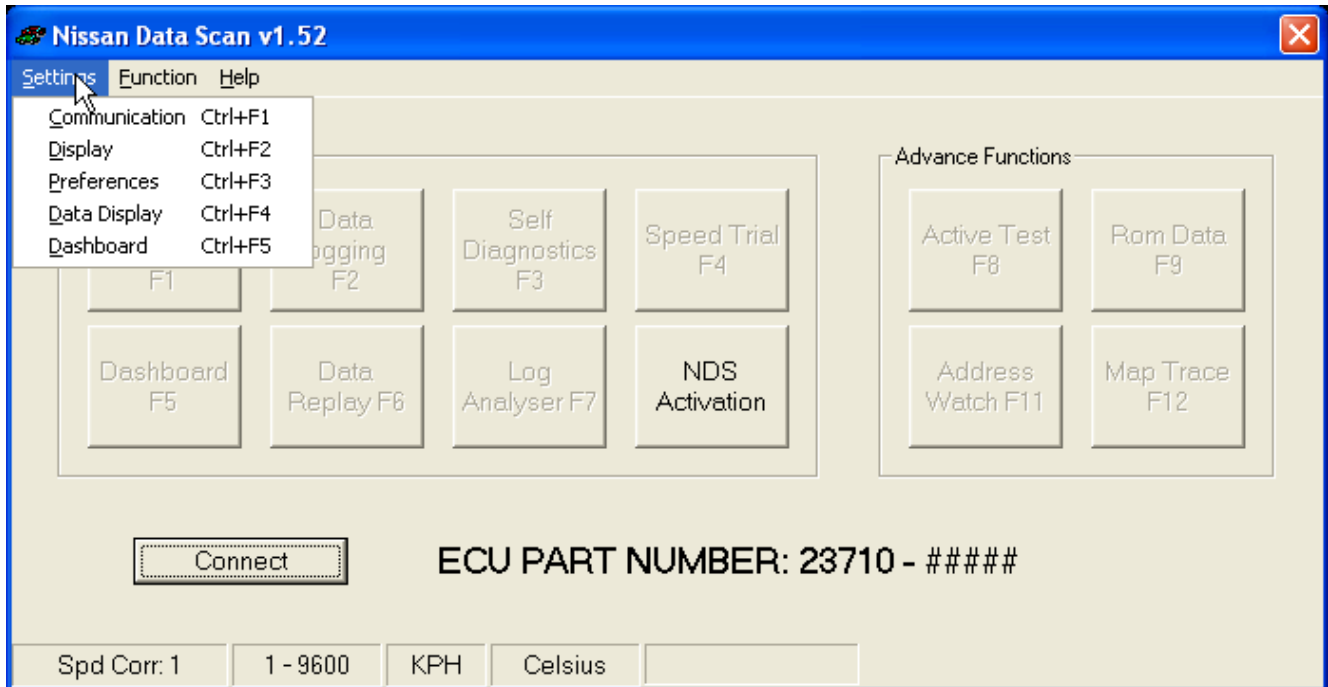 Nissan Data Scan v1.52
Settings Function Help
Communication Ctrl+F1
Display Ctrl+F2
Preferences Ctrl+F3
Data Display Ctrl+F4
Dashboard Ctrl+F5
F1
Data
ogging
F2
Self
Diagnostics
F3
Speed Trial
F4
Dashboard
F5
Data
Replay F6
Log
Analyser F7
NDS
Activation
Advance Functions
Active Test
F8
Rom Data
F9
Address
Watch F11
Map Trace
F12
Connect
ECU PART NUMBER: 23710 - #####
Spd Corr: 1
1 - 9600
KPH
Celsius